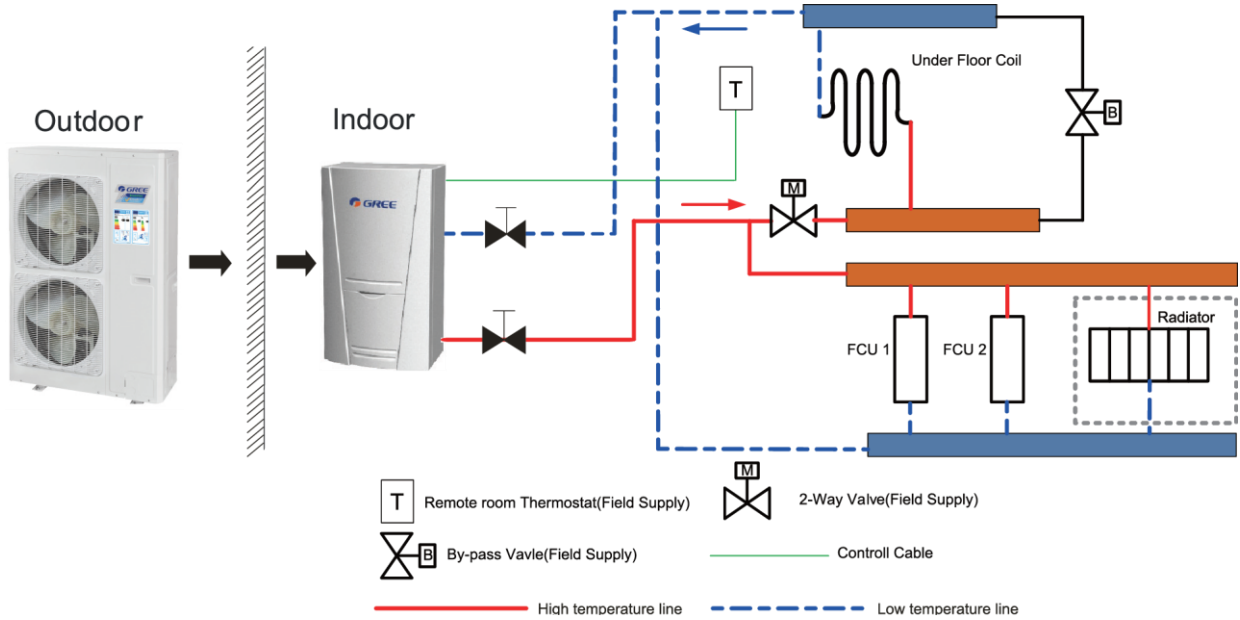 Outdoor
Indoor
GREE
GREE
T
Under Floor Coil
B
M
FCU 1
FCU 2
Radiator
T
Remote room Thermostat(Field Supply)
M
2-Way Valve(Field Supply)
B
By-pass Vavle(Field Supply)
Controll Cable
High temperature line
Low temperature line